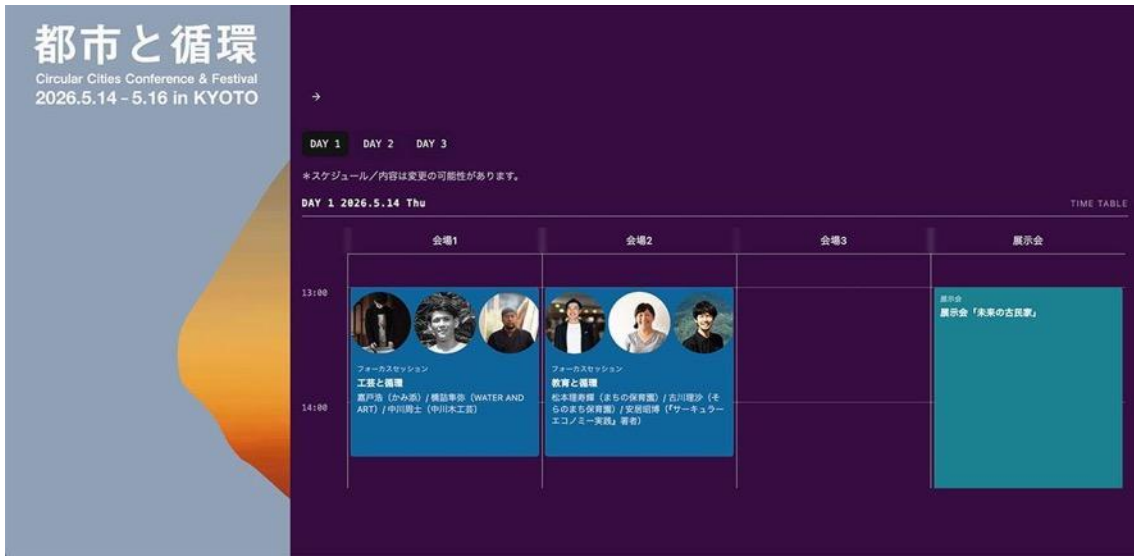 都市と循環
Circular Cities Conference & Festival
2026.5.14 – 5.16 in KYOTO
→
DAY 1 DAY 2 DAY 3
*スケジュール/内容は変更の可能性があります。
DAY 1 2026.5.14 Thu
TIME TABLE
会場1 会場2 会場3 展示会
13:00
フォーカスセッション
工芸と循環
嘉戸浩(かみ添)/ 横詰隼弥(WATER AND
ART)/ 中川周士(中川木工芸)
フォーカスセッション
教育と循環
松本理寿輝(まちの保育園)/ 古川理沙(そ
らのまち保育園)/ 安居昭博(『サーキュラー
エコノミー実践』著者)
展示会
展示会「未来の古民家」
14:00